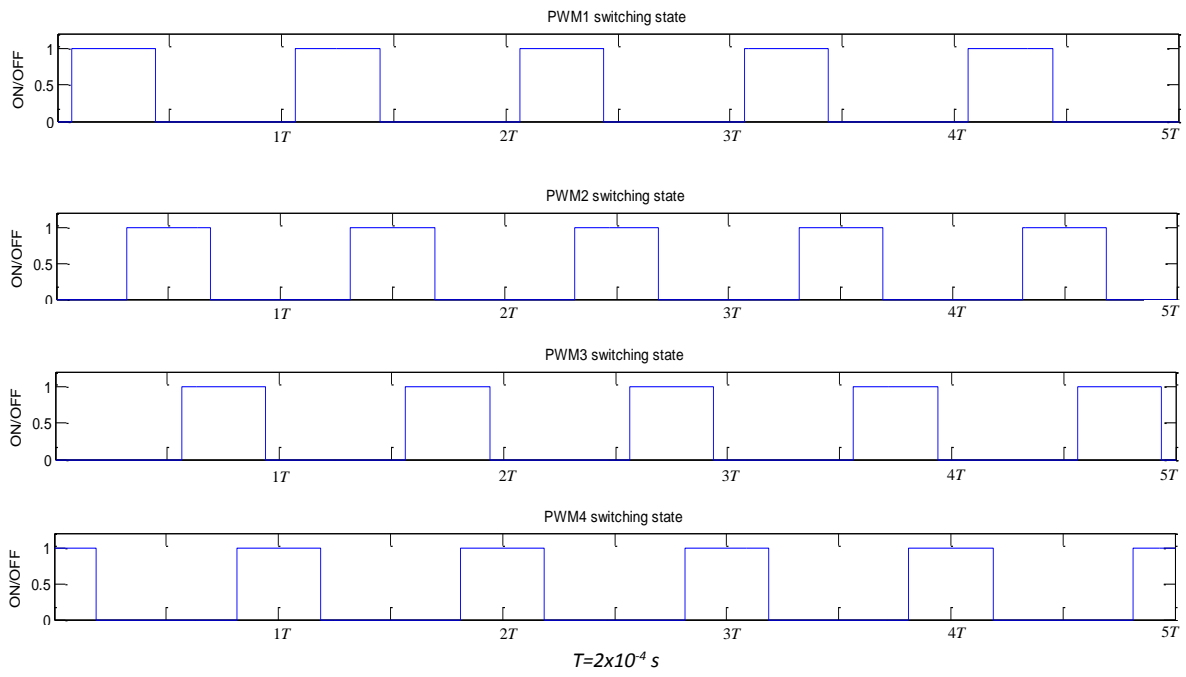 PWM1 switching state
ON/OFF
1
0.5
0
1T 2T 3T 4T 5T
PWM2 switching state
ON/OFF
1
0.5
0
1T 2T 3T 4T 5T
PWM3 switching state
ON/OFF
1
0.5
0
1T 2T 3T 4T 5T
PWM4 switching state
ON/OFF
1
0.5
0
1T 2T 3T 4T 5T
T=2x10⁻⁴ s